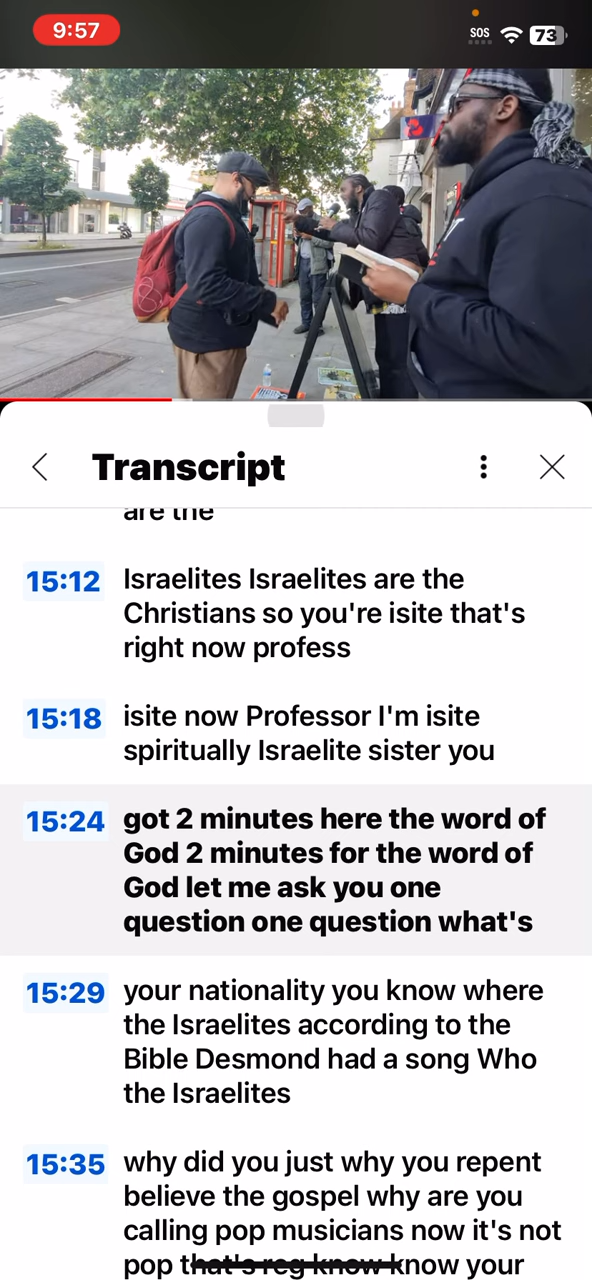 9:57
SOS
73
Transcript
are the
15:12
Israelites Israelites are the
Christians so you're isite that's
right now profess
15:18
isite now Professor I'm isite
spiritually Israelite sister you
15:24
got 2 minutes here the word of
God 2 minutes for the word of
God let me ask you one
question one question what's
15:29
your nationality you know where
the Israelites according to the
Bible Desmond had a song Who
the Israelites
15:35
why did you just why you repent
believe the gospel why are you
calling pop musicians now it's not
pop that's reg know know your